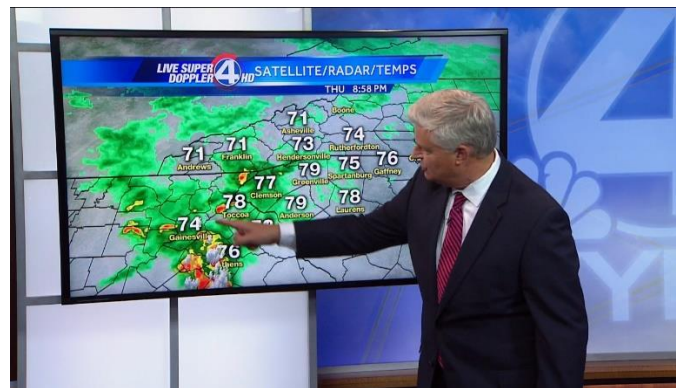 LIVE SUPER
DOPPLER 4 HD
SATELLITE/RADAR/TEMPS
THU 8:58 PM
Boone
71
Asheville
74
Rutherfordton
71
Andrews
71
Franklin
73
Hendersonville
79
Greenville
75
Spartanburg
76
Gaffney
77
Clemson
78
Toccoa
79
Anderson
78
Laurens
74
Gainesville
76
4